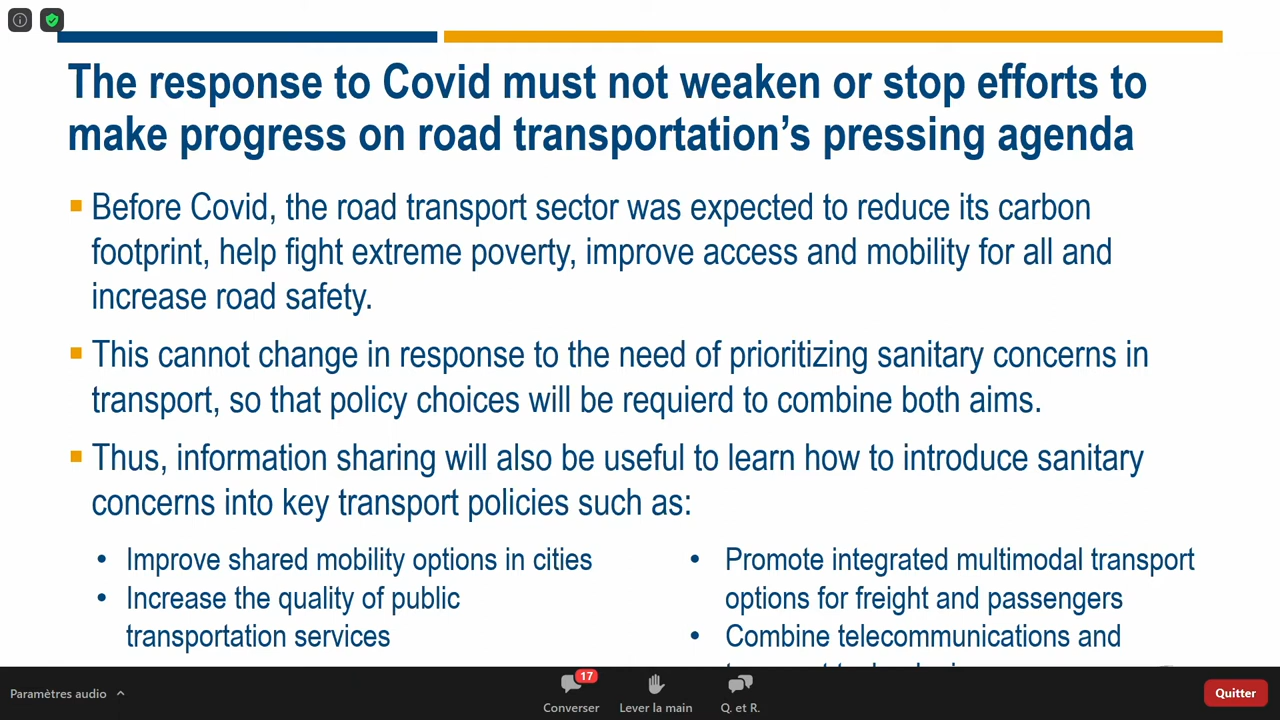 The response to Covid must not weaken or stop efforts to
make progress on road transportation's pressing agenda
Before Covid, the road transport sector was expected to reduce its carbon
footprint, help fight extreme poverty, improve access and mobility for all and
increase road safety.
This cannot change in response to the need of prioritizing sanitary concerns in
transport, so that policy choices will be requierd to combine both aims.
Thus, information sharing will also be useful to learn how to introduce sanitary
concerns into key transport policies such as:
• Improve shared mobility options in cities
• Increase the quality of public
transportation services
• Promote integrated multimodal transport
options for freight and passengers
• Combine telecommunications and
Paramètres audio
17
Converser
Lever la main
Q. et R.
Quitter